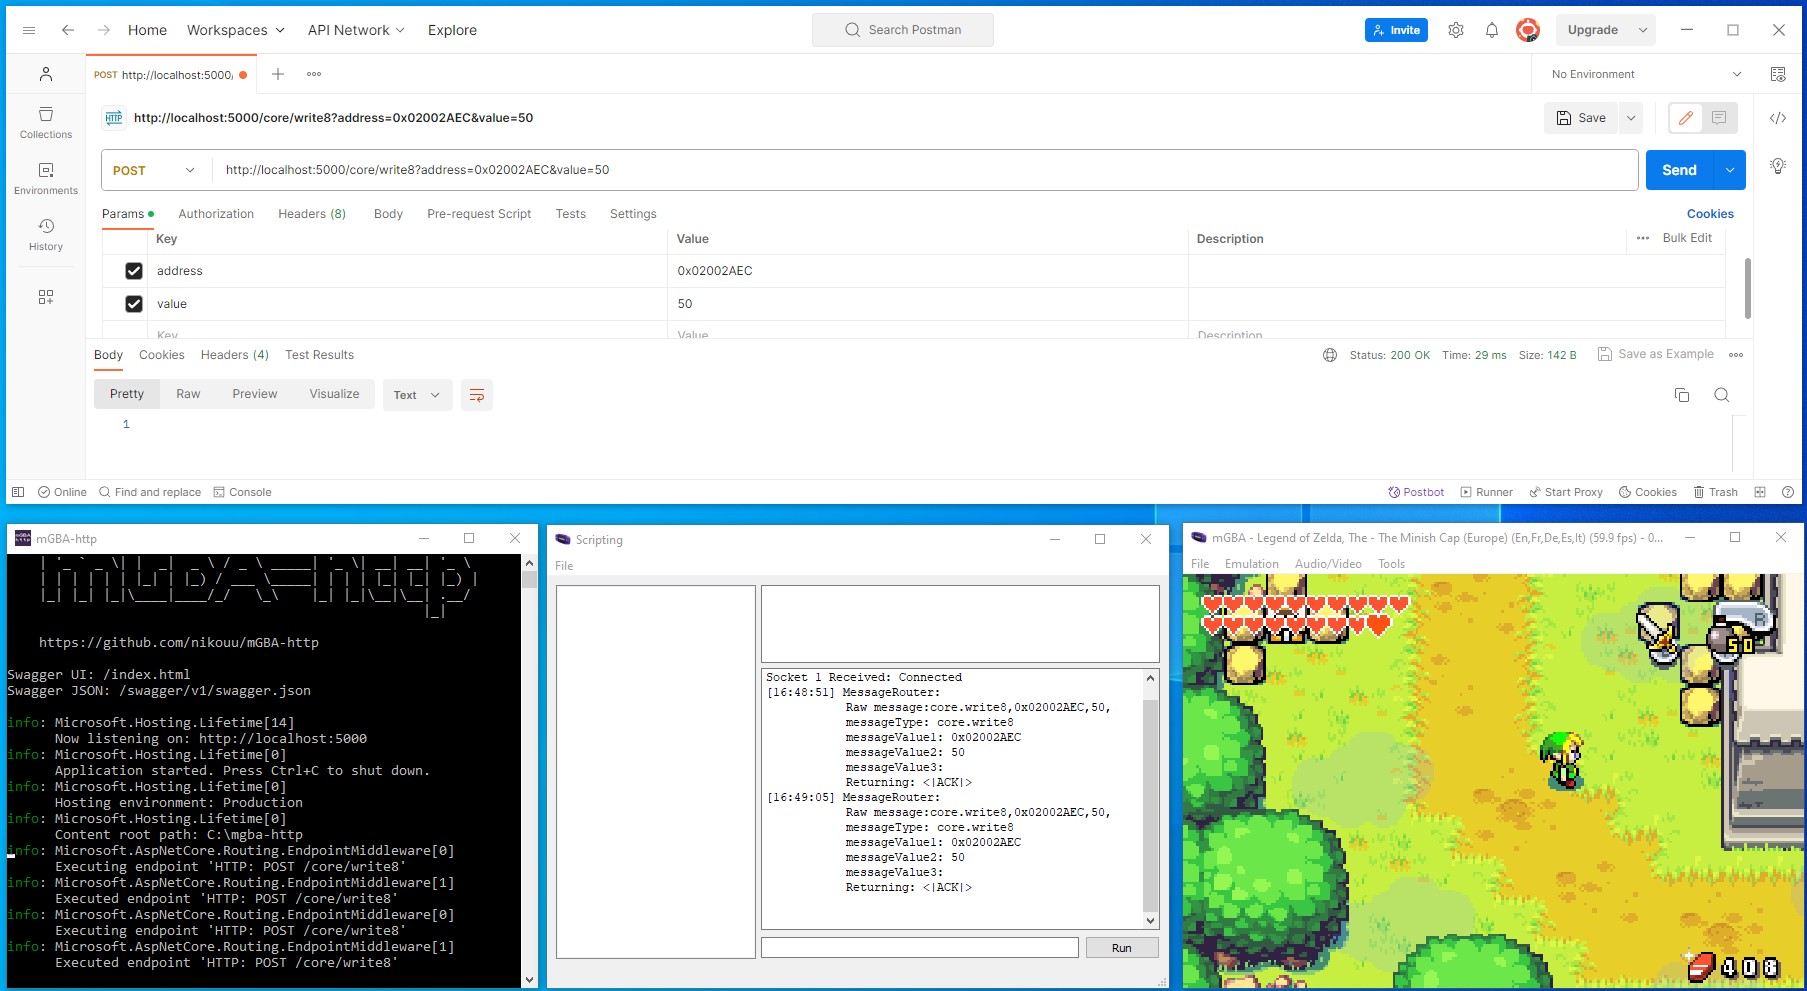 Home Workspaces API Network Explore
Search Postman
Invite
Upgrade
POST http://localhost:5000/
No Environment
HTTP http://localhost:5000/core/write8?address=0x02002AEC&value=50
Save
POST http://localhost:5000/core/write8?address=0x02002AEC&value=50
Send
Collections
Environments
History
Params Authorization Headers (8) Body Pre-request Script Tests Settings
Cookies
Key Value Description
Bulk Edit
address 0x02002AEC
value 50
Key Value Description
Body Cookies Headers (4) Test Results
Status: 200 OK Time: 29 ms Size: 142 B Save as Example
Pretty Raw Preview Visualize Text
1
Online Find and replace Console
Postbot Runner Start Proxy Cookies Trash
mGBA-http
mGBA-http
https://github.com/nikouu/mGBA-http
Swagger UI: /index.html
Swagger JSON: /swagger/v1/swagger.json
info: Microsoft.Hosting.Lifetime[14]
Now listening on: http://localhost:5000
info: Microsoft.Hosting.Lifetime[0]
Application started. Press Ctrl+C to shut down.
info: Microsoft.Hosting.Lifetime[0]
Hosting environment: Production
info: Microsoft.Hosting.Lifetime[0]
Content root path: C:\mgba-http
info: Microsoft.AspNetCore.Routing.EndpointMiddleware[0]
Executing endpoint 'HTTP: POST /core/write8'
info: Microsoft.AspNetCore.Routing.EndpointMiddleware[1]
Executed endpoint 'HTTP: POST /core/write8'
info: Microsoft.AspNetCore.Routing.EndpointMiddleware[0]
Executing endpoint 'HTTP: POST /core/write8'
info: Microsoft.AspNetCore.Routing.EndpointMiddleware[1]
Executed endpoint 'HTTP: POST /core/write8'
Scripting
File
Socket 1 Received: Connected
[16:48:51] MessageRouter:
Raw message:core.write8,0x02002AEC,50,
messageType: core.write8
messageValue1: 0x02002AEC
messageValue2: 50
messageValue3:
Returning: <|ACK|>
[16:49:05] MessageRouter:
Raw message:core.write8,0x02002AEC,50,
messageType: core.write8
messageValue1: 0x02002AEC
messageValue2: 50
messageValue3:
Returning: <|ACK|>
Run
mGBA - Legend of Zelda, The - The Minish Cap (Europe) (En,Fr,De,Es,It) (59.9 fps) - 0...
File Emulation Audio/Video Tools
R
50
408